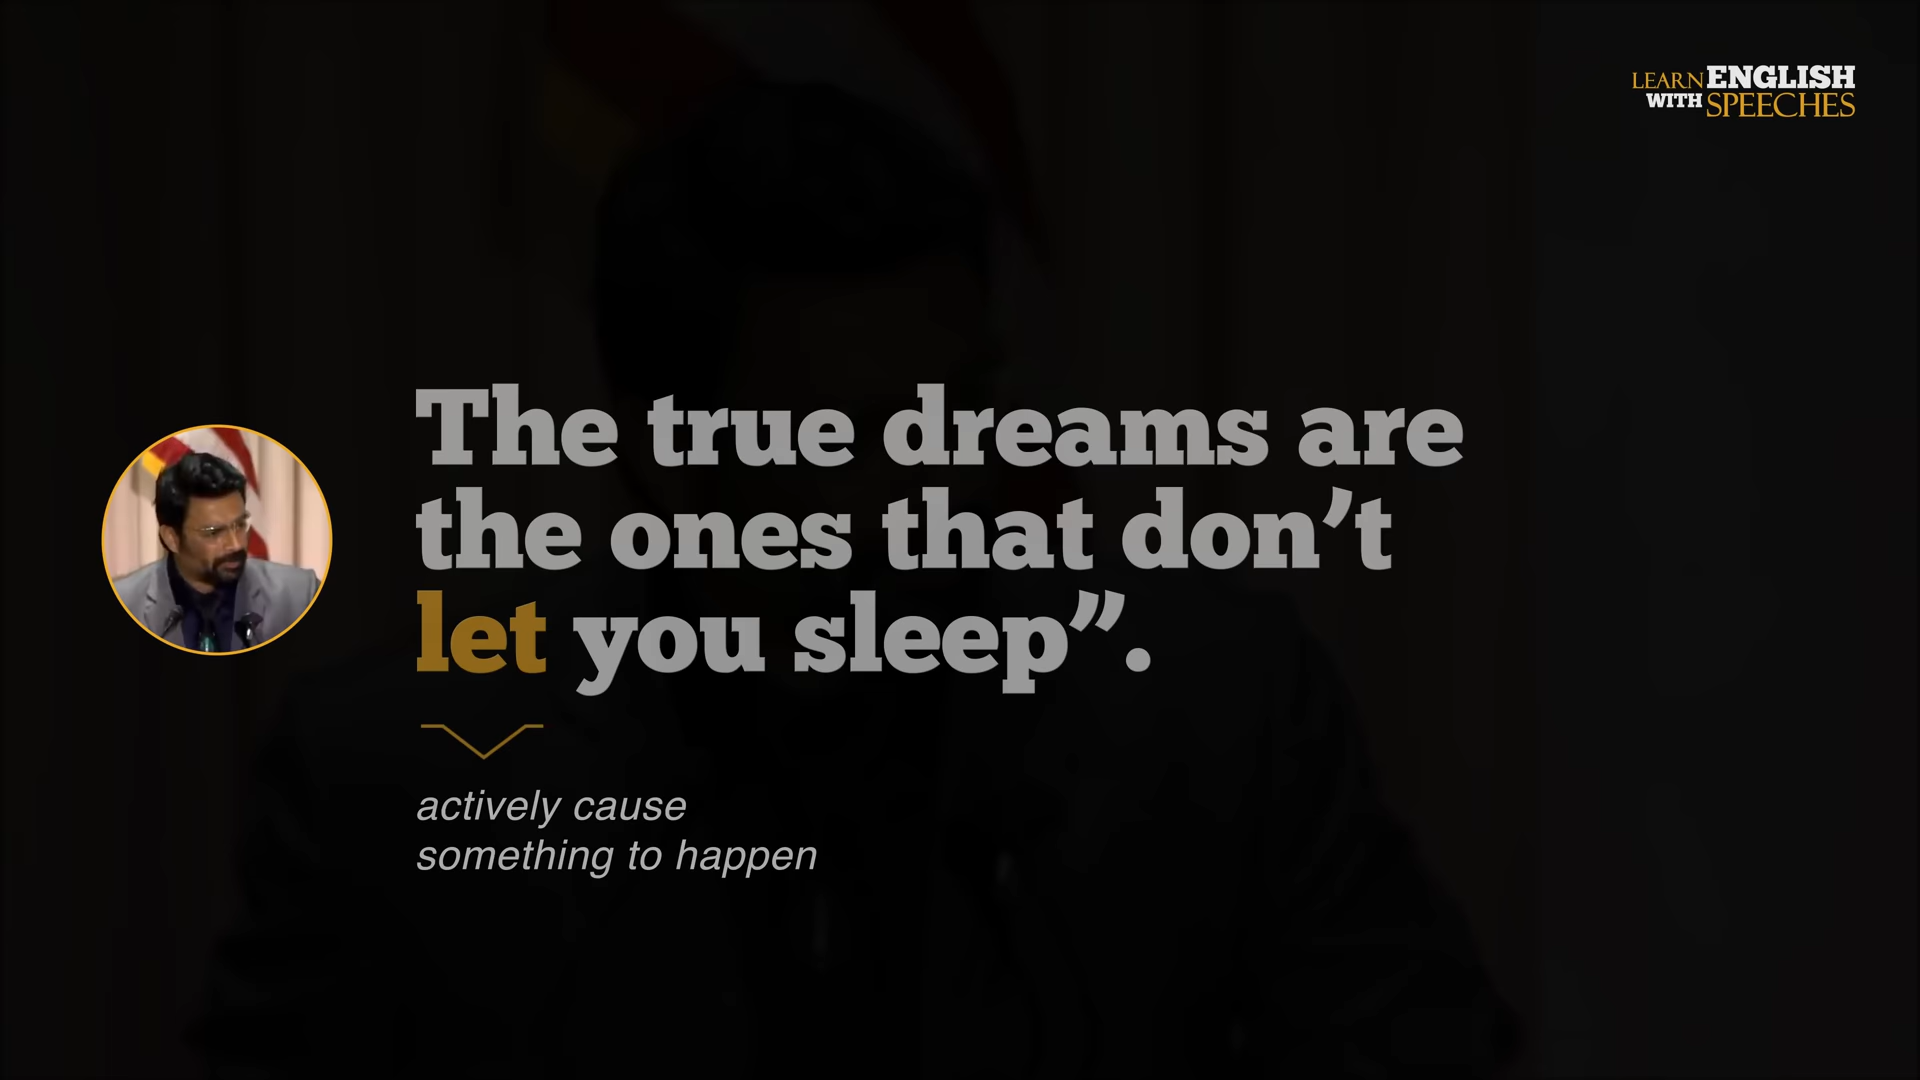 LEARN ENGLISH
WITH SPEECHES
The true dreams are
the ones that don’t
let you sleep”.
actively cause
something to happen